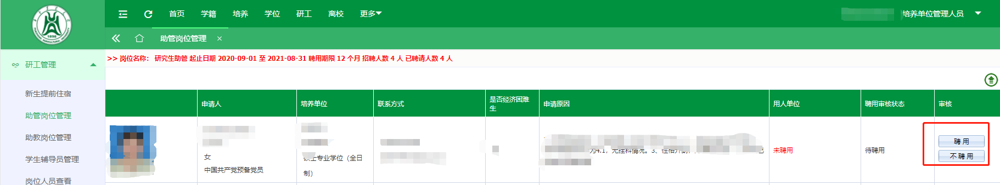 首页 学籍 培养 学位 研工 离校 更多
培养单位管理人员
助管岗位管理 ×
1898
研工管理
>> 岗位名称： 研究生助管 起止日期 2020-09-01 至 2021-08-31 聘用期限 12 个月 招聘人数 4 人 已聘请人数 4 人
新生提前住宿
助管岗位管理
助教岗位管理
学生辅导员管理
岗位人员查看
申请人
培养单位
联系方式
是否经济困难
生
申请原因
用人单位
聘用审核状态
审核
女
中国共产党预备党员
硕士专业学位（全日
制）
为4.1，无挂科情况。3、性格开朗，
未聘用
待聘用
聘 用
不 聘 用